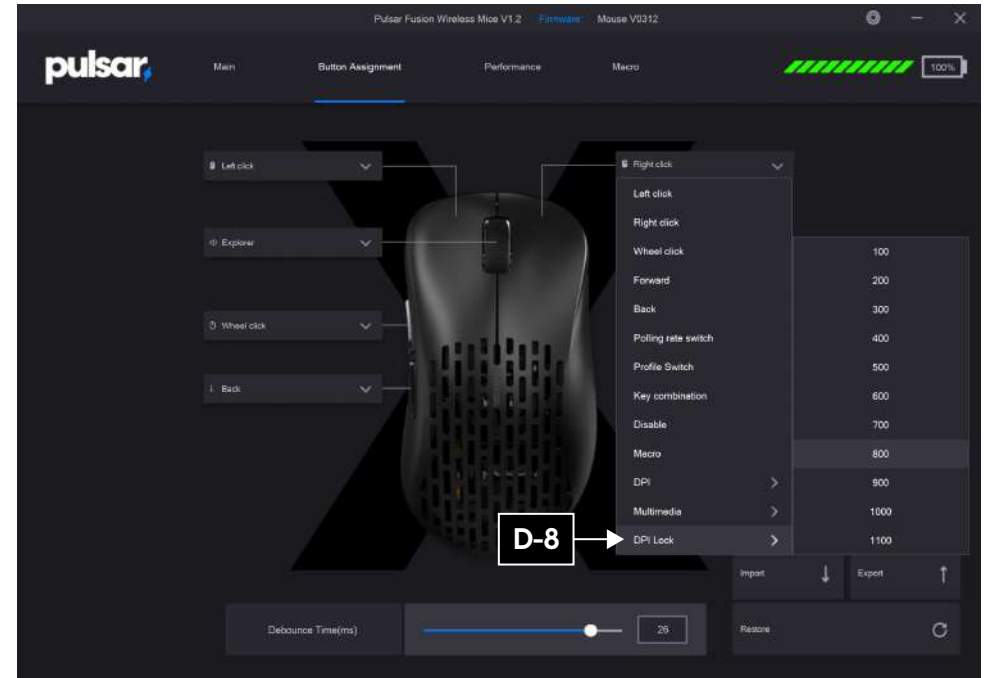 Pulsar Fusion Wireless Mice V1.2 Firmware: Mouse V0312
pulsar
Main
Button Assignment
Performance
Macro
100%
Left click
Explorer
Wheel click
Back
Right click
Left click
Right click
Wheel click
Forward
Back
Polling rate switch
Profile Switch
Key combination
Disable
Macro
DPI
Multimedia
DPI Lock
100
200
300
400
500
600
700
800
900
1000
1100
D-8
Import
Export
Debounce Time(ms)
26
Restore